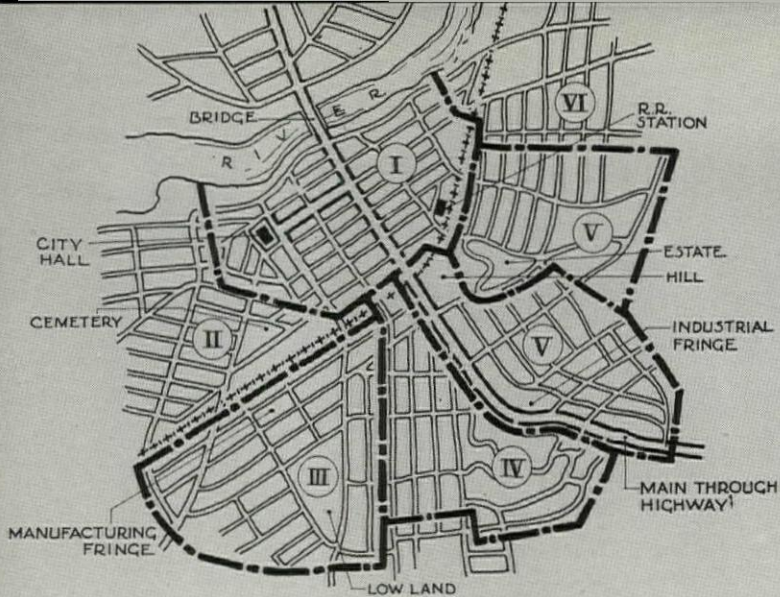 BRIDGE
RIVER
I
VI
R.R.
STATION
V
CITY
HALL
ESTATE
HILL
CEMETERY
II
V
INDUSTRIAL
FRINGE
III
IV
MAIN THROUGH
HIGHWAY
MANUFACTURING
FRINGE
LOW LAND